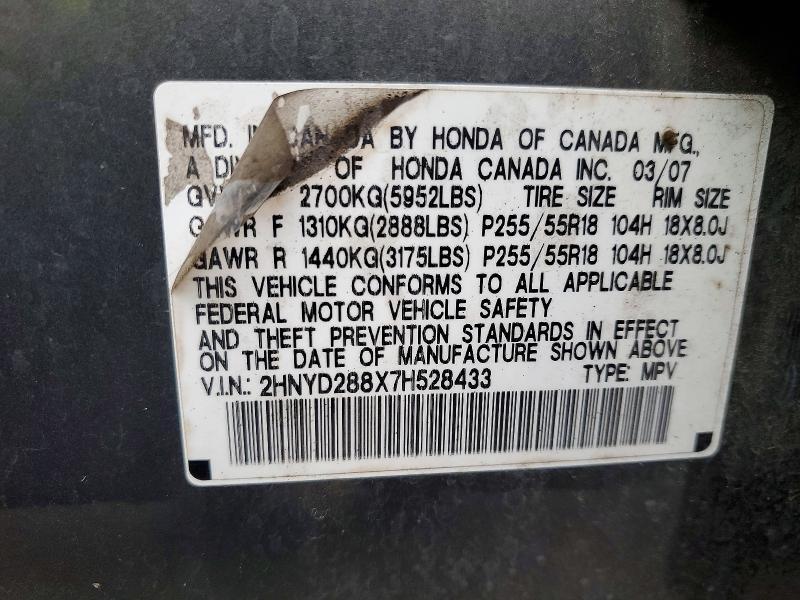 MFD. IN CANADA BY HONDA OF CANADA MFG.,
A OF HONDA CANADA INC. 03/07
2700KG(5952LBS) TIRE SIZE RIM SIZE
GAWR F 1310KG(2888LBS) P255/55R18 104H 18X8.0J
GAWR R 1440KG(3175LBS) P255/55R18 104H 18X8.0J
THIS VEHICLE CONFORMS TO ALL APPLICABLE
FEDERAL MOTOR VEHICLE SAFETY
AND THEFT PREVENTION STANDARDS IN EFFECT
ON THE DATE OF MANUFACTURE SHOWN ABOVE
V.I.N.: 2HNYD288X7H528433 TYPE: MPV